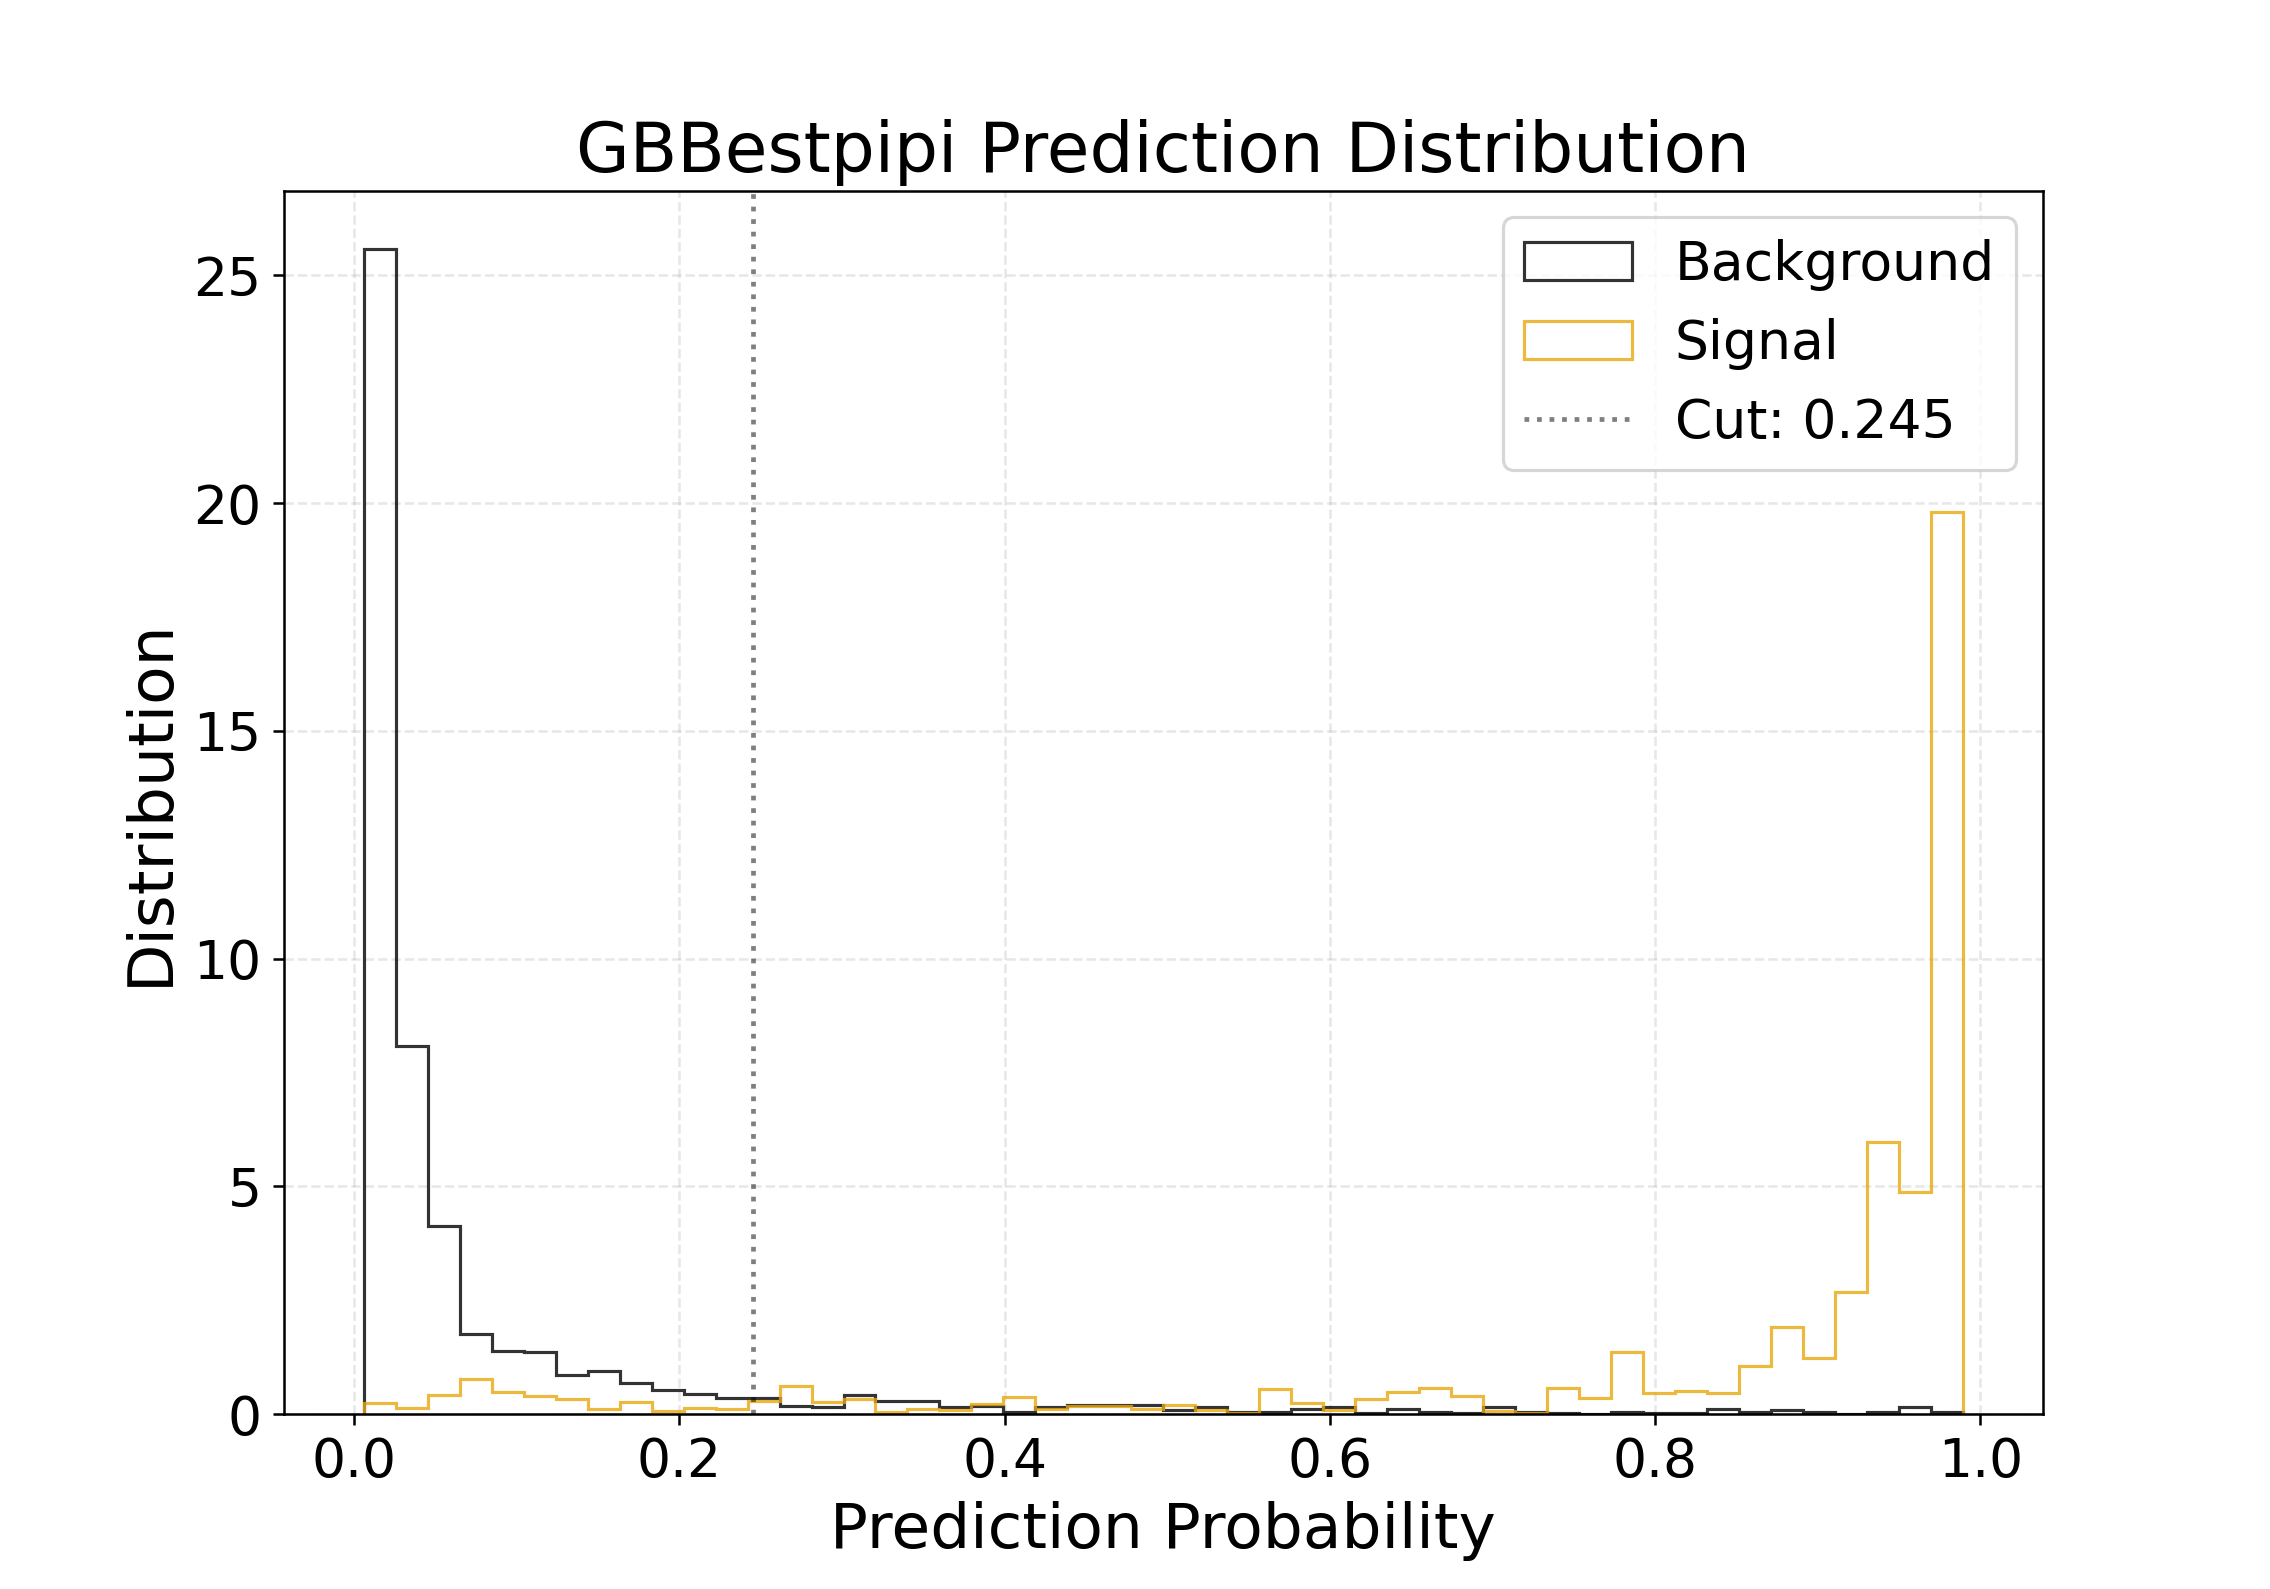 GBBestpipi Prediction Distribution
Background
Signal
Cut: 0.245
Distribution
25
20
15
10
5
0
0.0 0.2 0.4 0.6 0.8 1.0
Prediction Probability